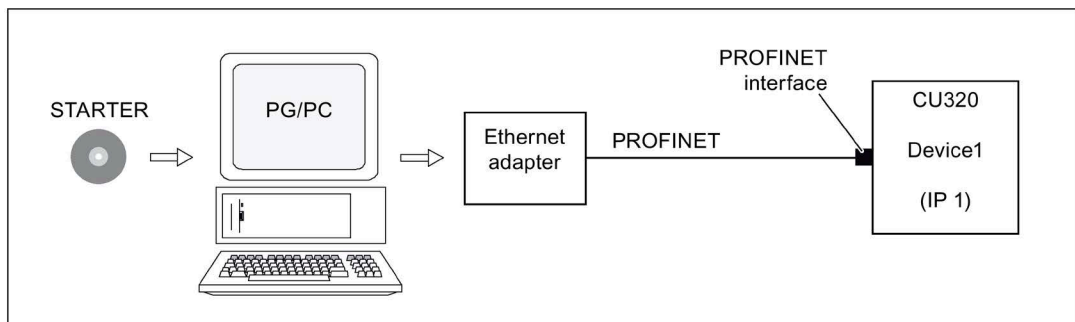 STARTER
PG/PC
Ethernet
adapter
PROFINET
PROFINET
interface
CU320
Device1
(IP 1)